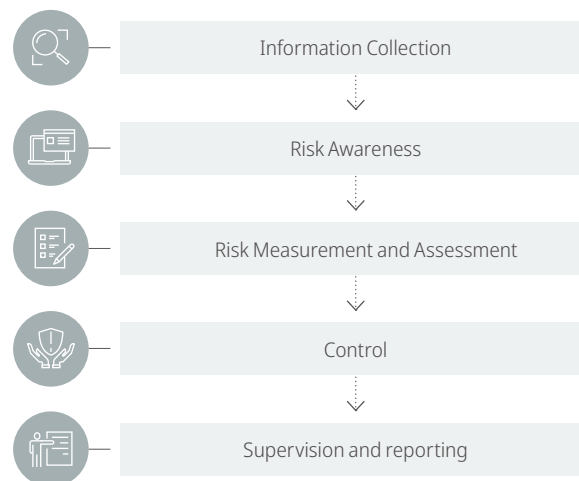 Information Collection
Risk Awareness
Risk Measurement and Assessment
Control
Supervision and reporting